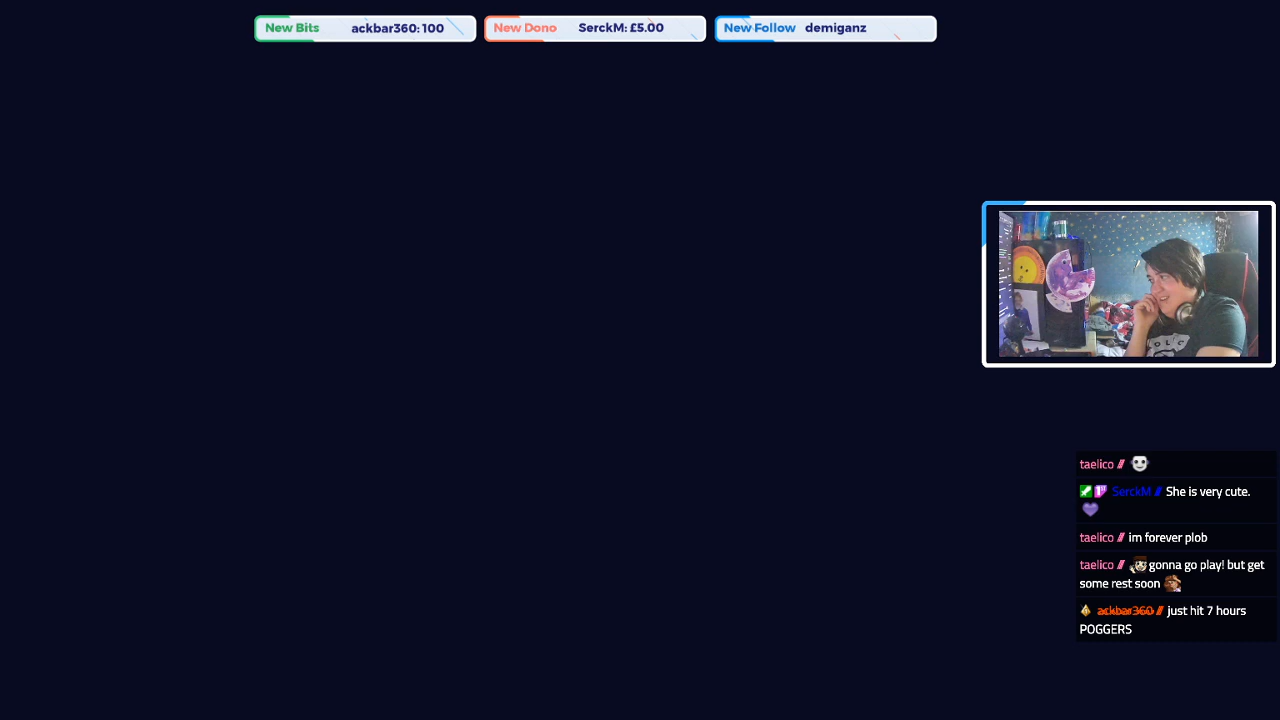 New Bits ackbar360: 100
New Dono SerckM: £5.00
New Follow demiganz
taelico //
SerckM // She is very cute.
taelico // im forever plob
taelico // gonna go play! but get
some rest soon
ackbar360 // just hit 7 hours
POGGERS